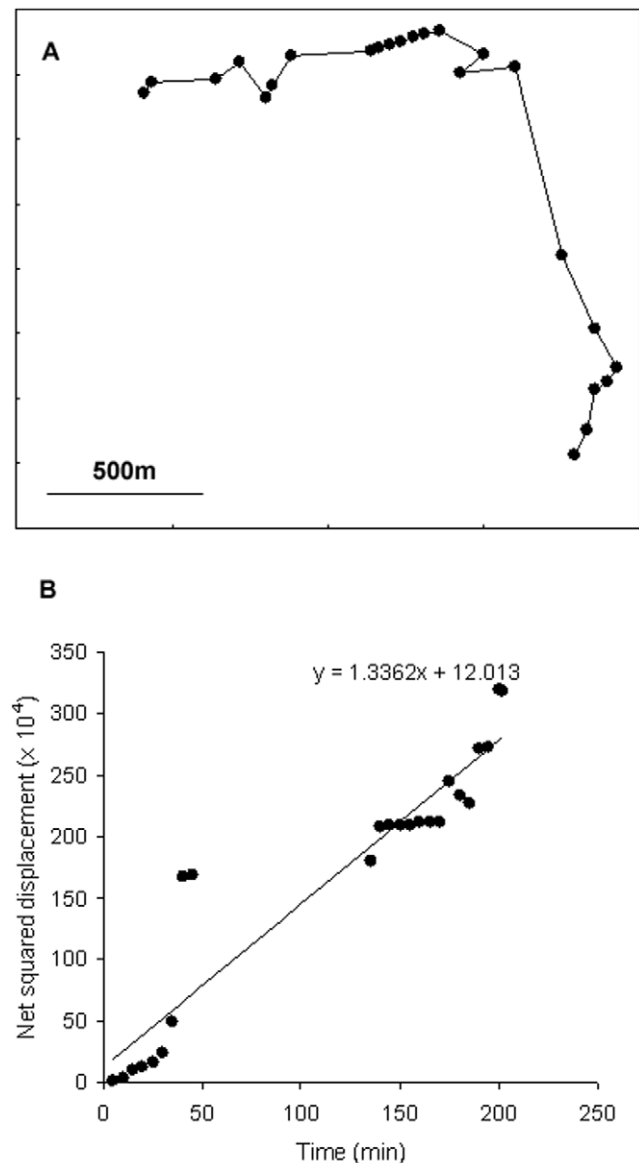 A
500m
B
y = 1.3362x + 12.013
Net squared displacement (× 10⁴)
350
300
250
200
150
100
50
0
0 50 100 150 200 250
Time (min)